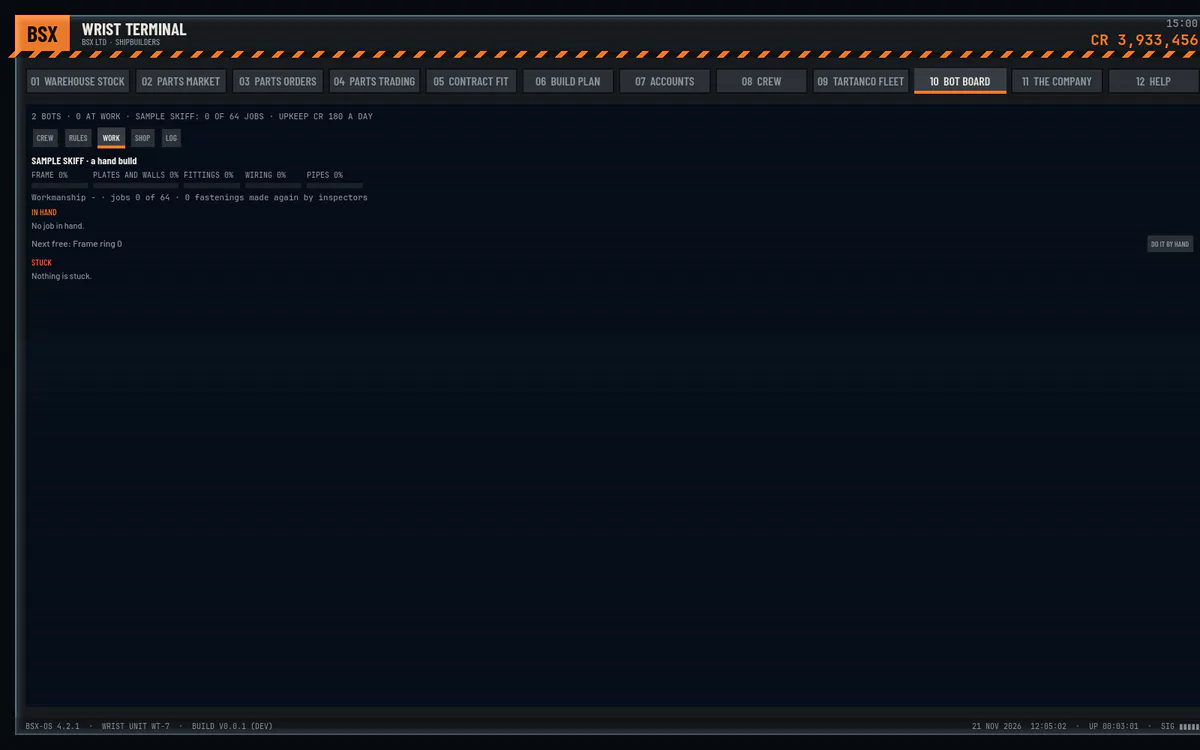 BSX
WRIST TERMINAL
BSX LTD · SHIPBUILDERS
15:00
CR 3,933,456
01 WAREHOUSE STOCK
02 PARTS MARKET
03 PARTS ORDERS
04 PARTS TRADING
05 CONTRACT FIT
06 BUILD PLAN
07 ACCOUNTS
08 CREW
09 TARTANCO FLEET
10 BOT BOARD
11 THE COMPANY
12 HELP
2 BOTS · 0 AT WORK · SAMPLE SKIFF: 0 OF 64 JOBS · UPKEEP CR 180 A DAY
CREW
RULES
WORK
SHOP
LOG
SAMPLE SKIFF · a hand build
FRAME 0%
PLATES AND WALLS 0%
FITTINGS 0%
WIRING 0%
PIPES 0%
Workmanship - · jobs 0 of 64 · 0 fastenings made again by inspectors
IN HAND
No job in hand.
Next free: Frame ring 0
DO IT BY HAND
STUCK
Nothing is stuck.
BSX-OS 4.2.1 · WRIST UNIT WT-7 · BUILD V0.0.1 (DEV)
21 NOV 2026 12:05:02 · UP 00:03:01 · SIG